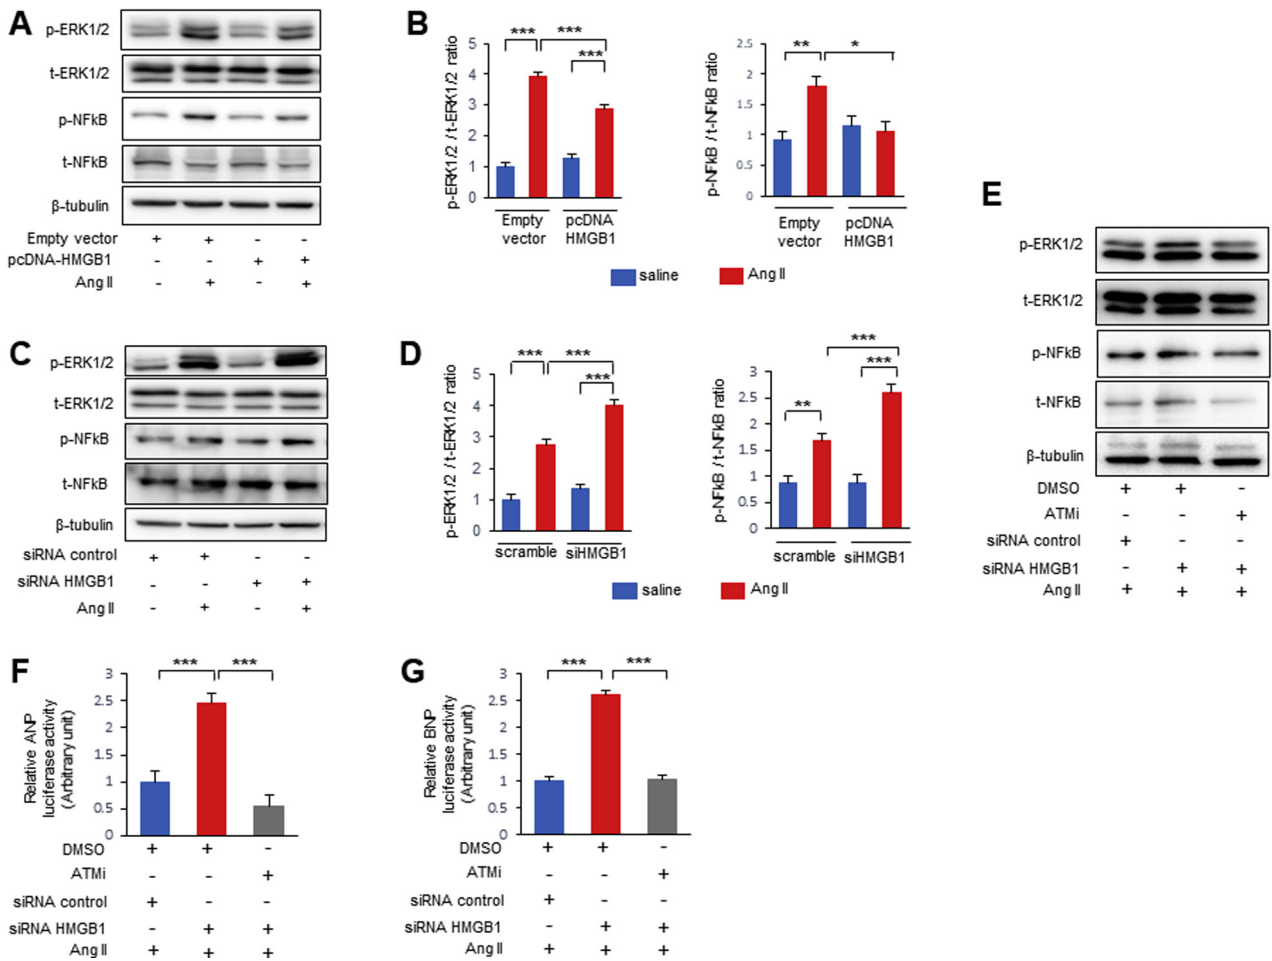 A
p-ERK1/2
t-ERK1/2
p-NFkB
t-NFkB
β-tubulin
Empty vector + + - -
pcDNA-HMGB1 - - + +
Ang II - + - +
B
p-ERK1/2 / t-ERK1/2 ratio
5
4
3
2
1
0
*** ***
***
Empty vector
pcDNA HMGB1
p-NFkB / t-NFkB ratio
2.5
2
1.5
1
0.5
0
** *
Empty vector
pcDNA HMGB1
saline Ang II
C
p-ERK1/2
t-ERK1/2
p-NFkB
t-NFkB
β-tubulin
siRNA control + + - -
siRNA HMGB1 - - + +
Ang II - + - +
D
p-ERK1/2 / t-ERK1/2 ratio
5
4
3
2
1
0
*** ***
***
scramble siHMGB1
p-NFkB / t-NFkB ratio
3
2.5
2
1.5
1
0.5
0
***
***
**
scramble siHMGB1
saline Ang II
E
p-ERK1/2
t-ERK1/2
p-NFkB
t-NFkB
β-tubulin
DMSO + + -
ATMi - - +
siRNA control + - -
siRNA HMGB1 - + +
Ang II + + +
F
Relative ANP
luciferase activity
(Arbitrary unit)
3
2.5
2
1.5
1
0.5
0
*** ***
DMSO + + -
ATMi - - +
siRNA control + - -
siRNA HMGB1 - + +
Ang II + + +
G
Relative BNP
luciferase activity
(Arbitrary unit)
3
2.5
2
1.5
1
0.5
0
*** ***
DMSO + + -
ATMi - - +
siRNA control + - -
siRNA HMGB1 - + +
Ang II + + +